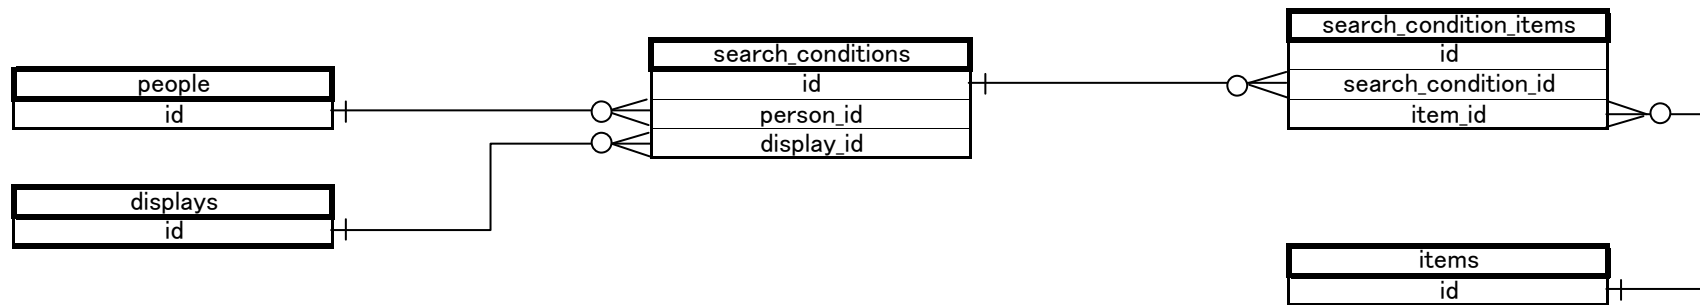 people
id
displays
id
search_conditions
id
person_id
display_id
search_condition_items
id
search_condition_id
item_id
items
id